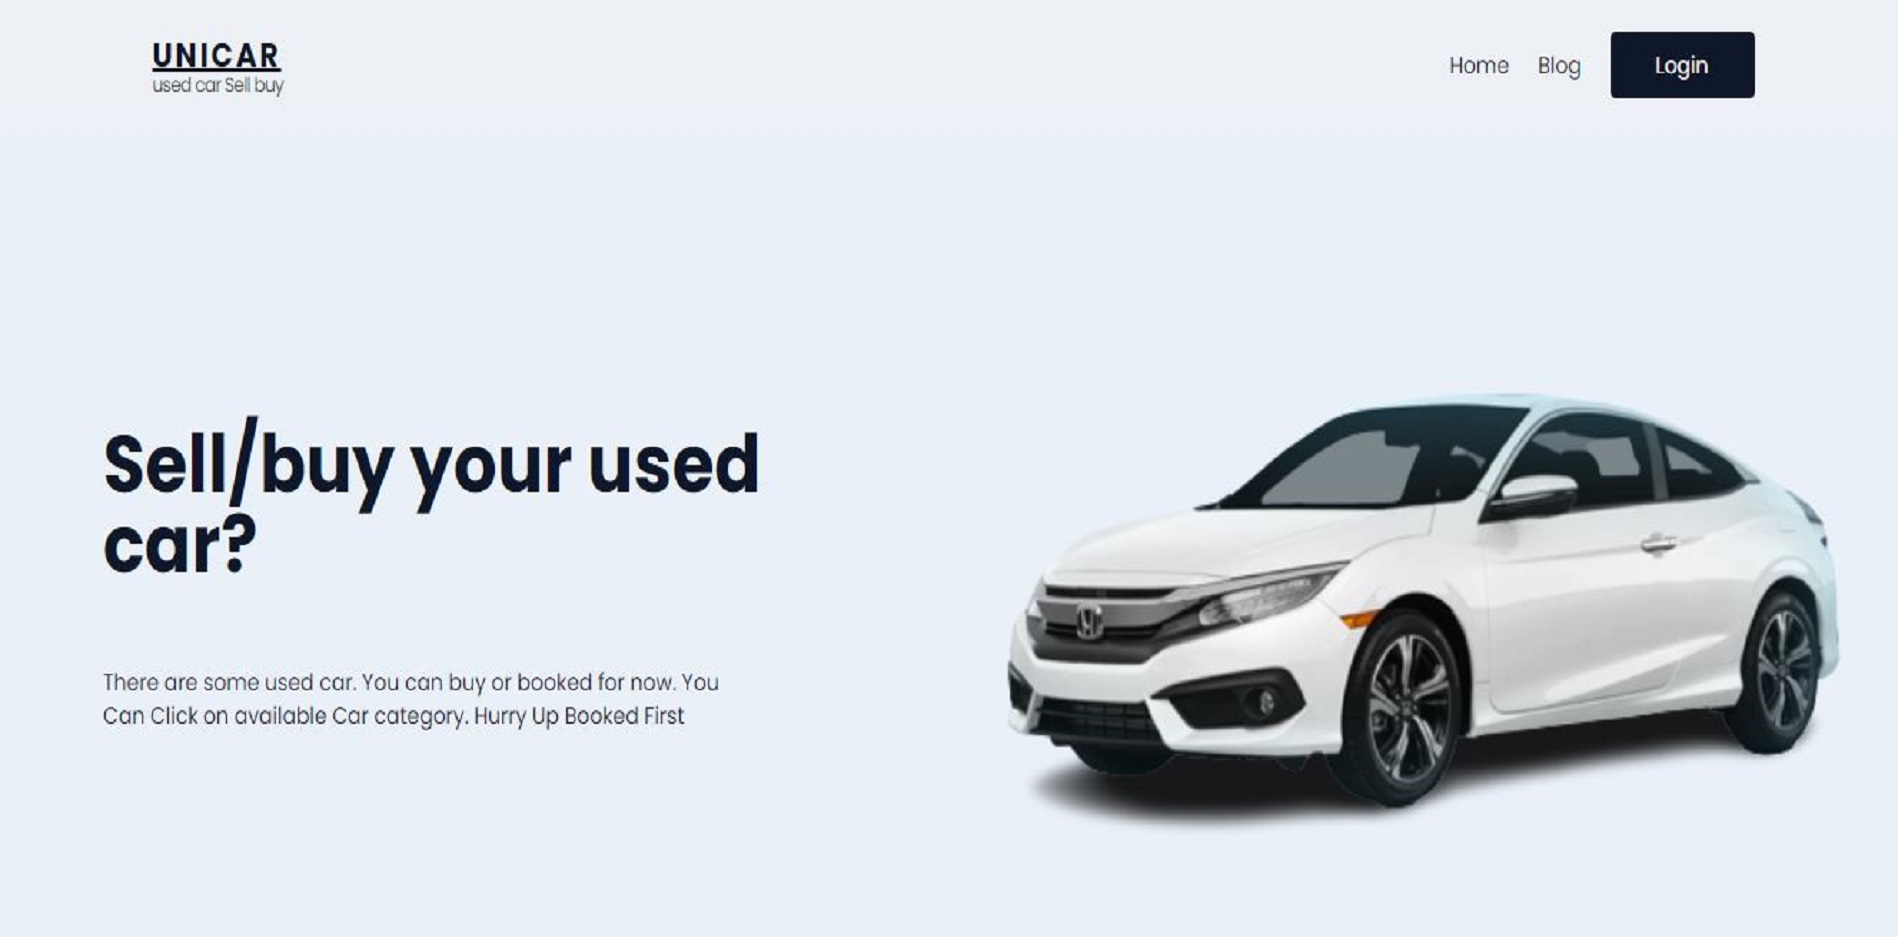 UNICAR
used car Sell buy
Home Blog Login
Sell/buy your used
car?
There are some used car. You can buy or booked for now. You
Can Click on available Car category. Hurry Up Booked First